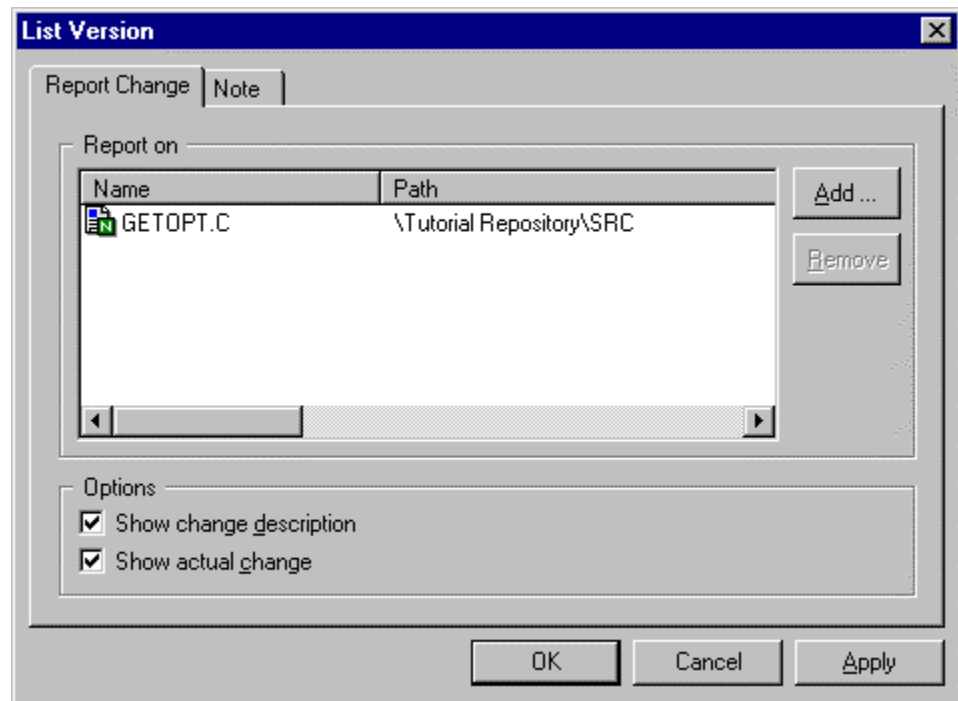 List Version
Report Change Note
Report on
Name Path
Add ...
GETOPT.C \Tutorial Repository\SRC
Remove
Options
Show change description
Show actual change
OK Cancel Apply